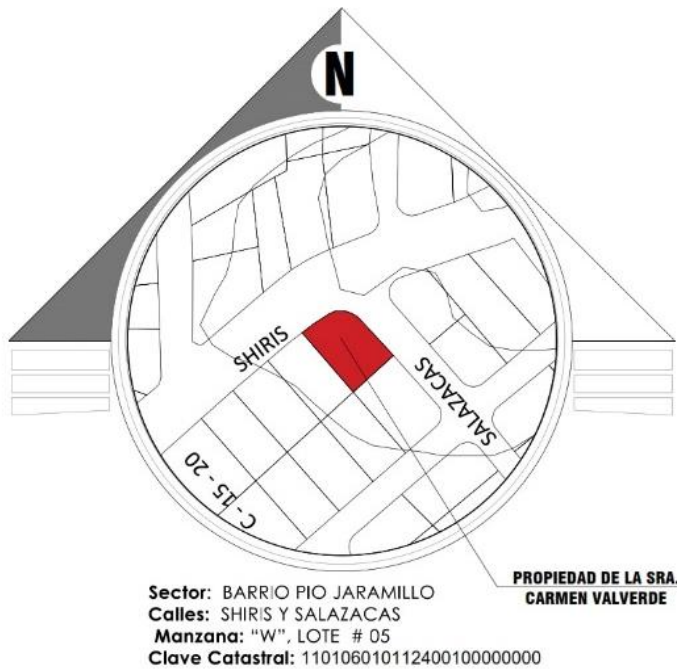 N
SHIRIS
SALAZACAS
C - 15 - 20
PROPIEDAD DE LA SRA.
CARMEN VALVERDE
Sector: BARRIO PIO JARAMILLO
Calles: SHIRIS Y SALAZACAS
Manzana: “W”, LOTE # 05
Clave Catastral: 110106010112400100000000